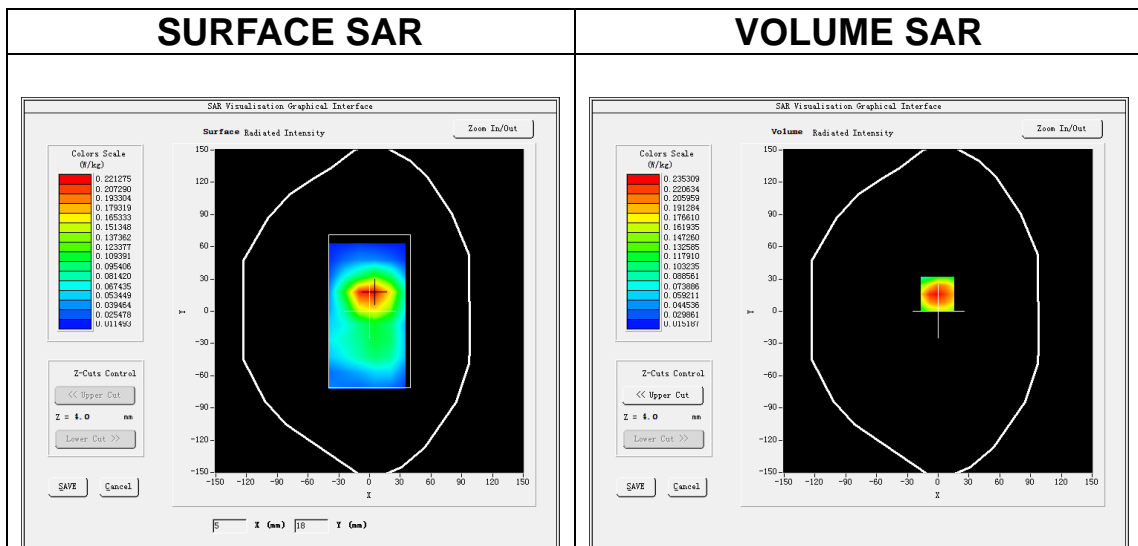 SURFACE SAR
VOLUME SAR
SAR Visualisation Graphical Interface
Surface Radiated Intensity
Zoom In/Out
Colors Scale
(W/kg)
0.221275
0.207290
0.193304
0.179319
0.165333
0.151348
0.137362
0.123377
0.109391
0.095406
0.081420
0.067435
0.053449
0.039464
0.025478
0.011493
150
120
90
60
30
0
-30
-60
-90
-120
-150
Y
-150 -120 -90 -60 -30 0 30 60 90 120 150
X
Z-Cuts Control
<< Upper Cut
Z = 4.0 mm
Lower Cut >>
SAVE Cancel
5 X (mm) 18 Y (mm)
SAR Visualisation Graphical Interface
Volume Radiated Intensity
Zoom In/Out
Colors Scale
(W/kg)
0.235309
0.220634
0.205959
0.191284
0.176610
0.161935
0.147260
0.132585
0.117910
0.103235
0.088561
0.073886
0.059211
0.044536
0.029861
0.015187
150
120
90
60
30
0
-30
-60
-90
-120
-150
Y
-150 -120 -90 -60 -30 0 30 60 90 120 150
X
Z-Cuts Control
<< Upper Cut
Z = 4.0 mm
Lower Cut >>
SAVE Cancel